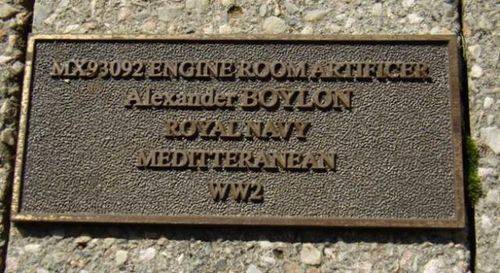 MX93092 ENGINE ROOM ARTIFICER
Alexander BOYLON
ROYAL NAVY
MEDITTERANEAN
WW2